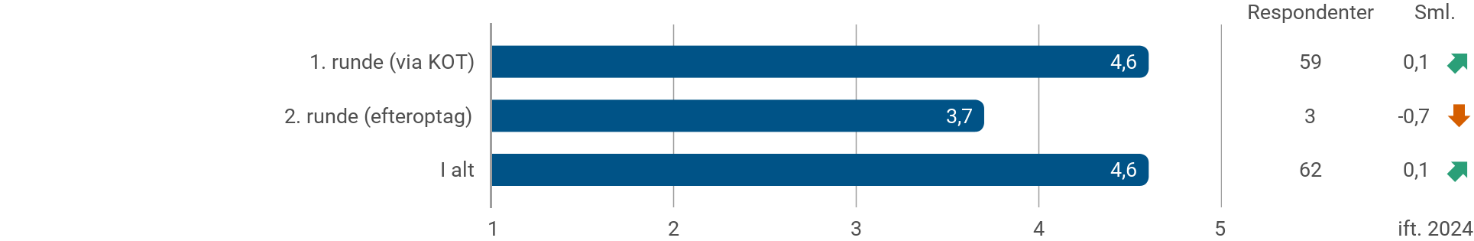 Respondenter Sml.
1. runde (via KOT) 4,6 59 0,1
2. runde (efteroptag) 3,7 3 -0,7
I alt 4,6 62 0,1
1 2 3 4 5 ift. 2024